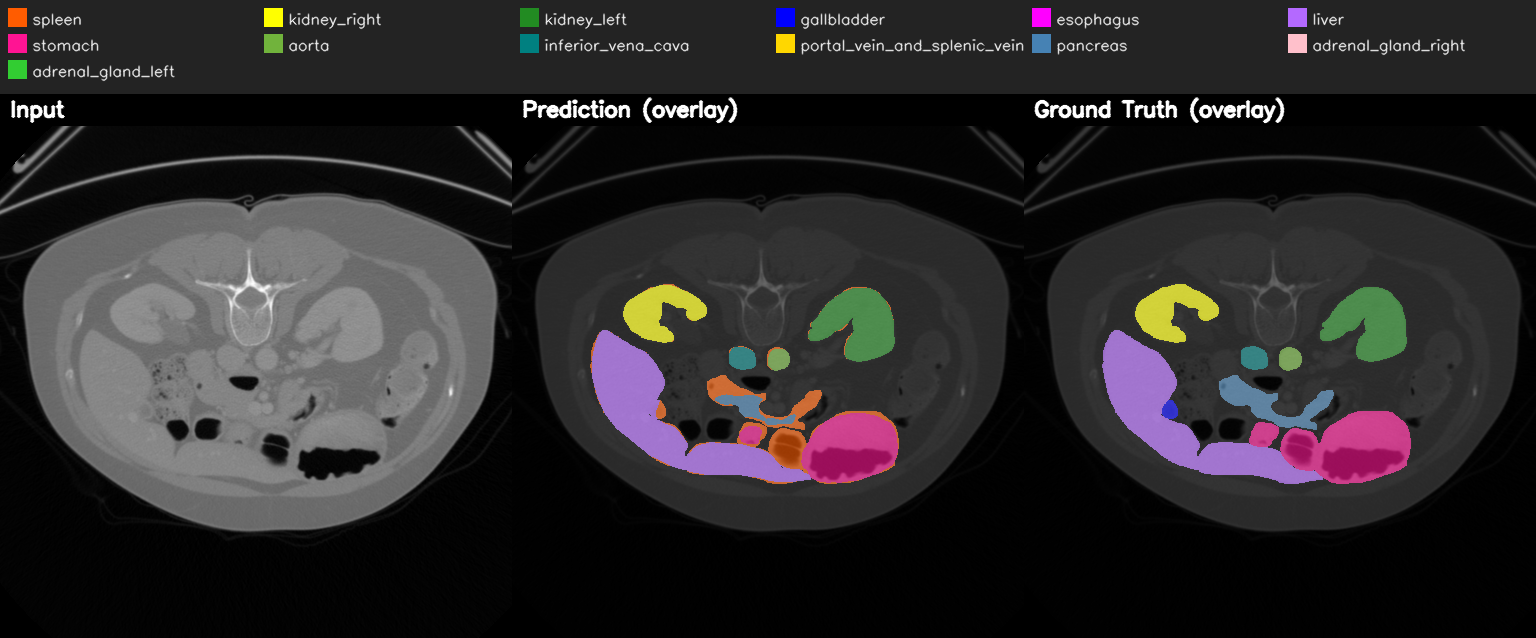 spleen kidney_right kidney_left gallbladder esophagus liver
stomach aorta inferior_vena_cava portal_vein_and_splenic_vein pancreas adrenal_gland_right
adrenal_gland_left
Input Prediction (overlay) Ground Truth (overlay)